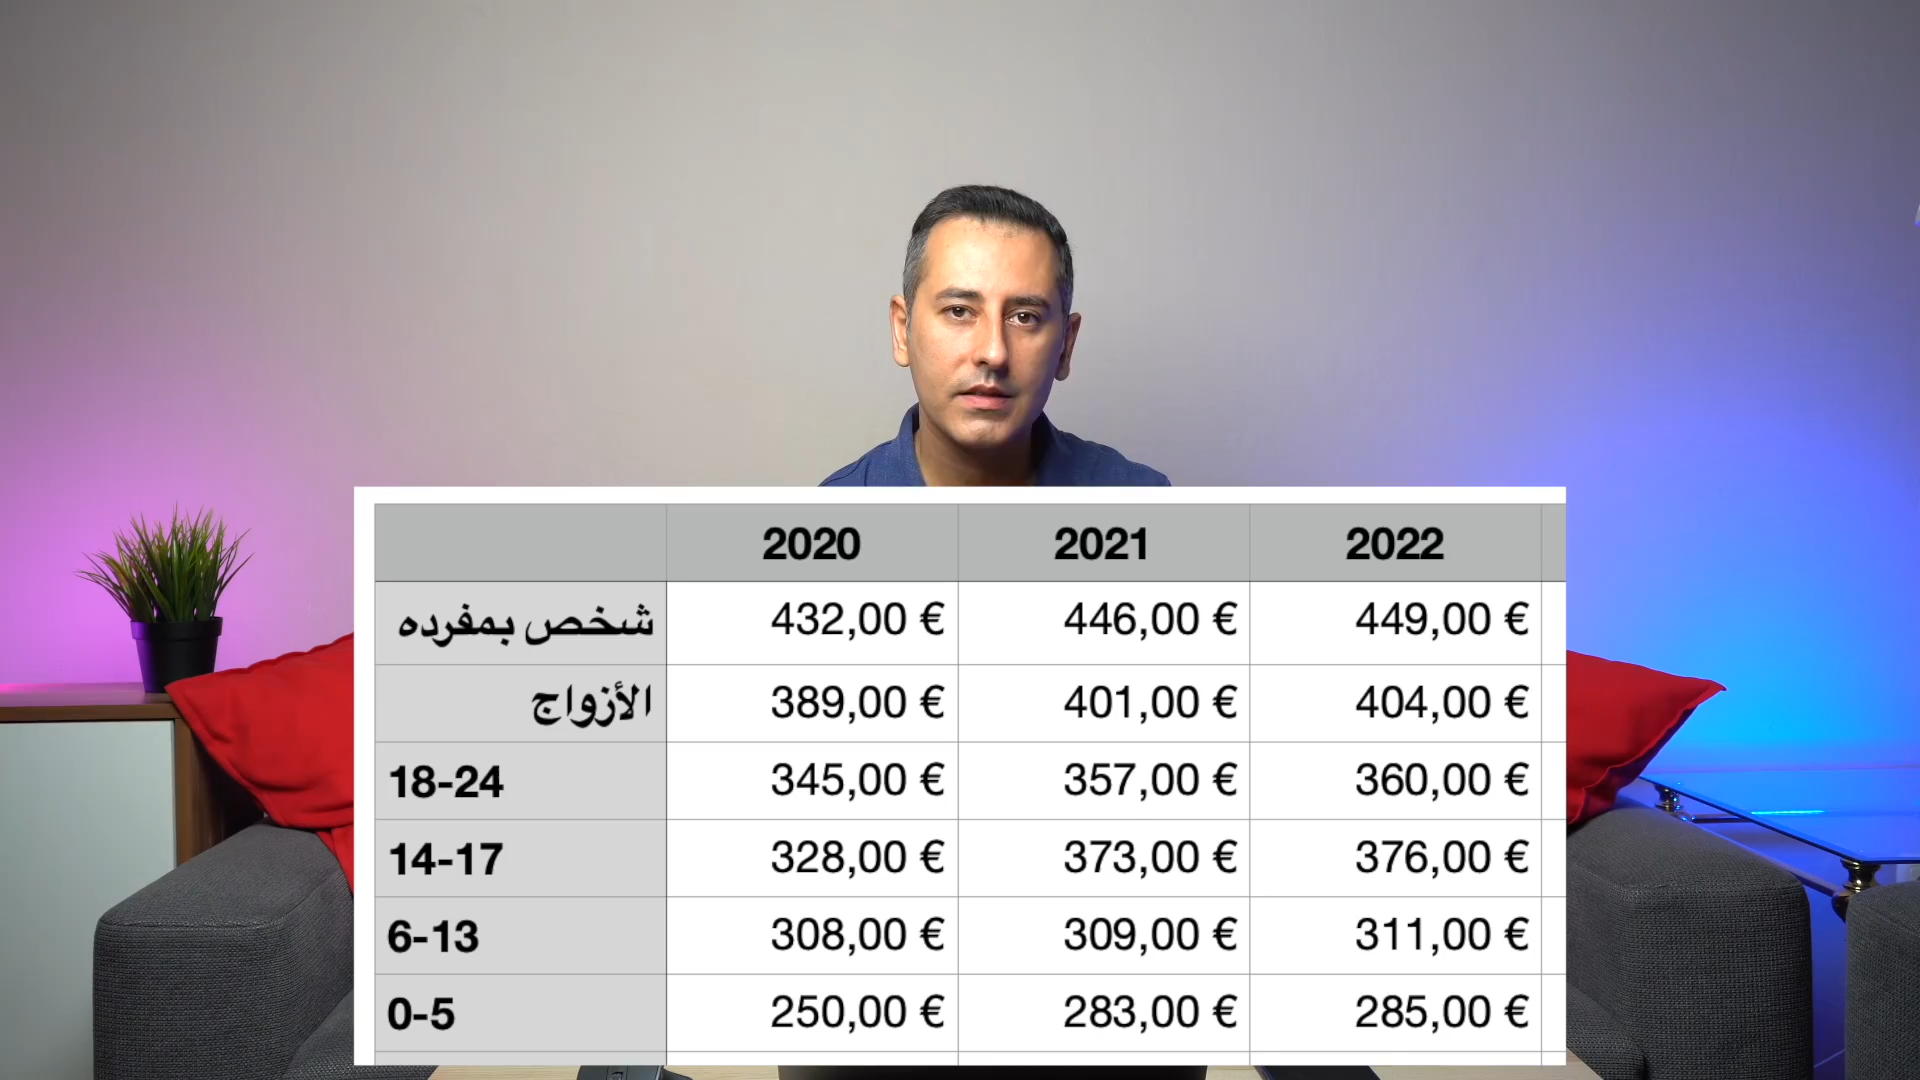 2020 2021 2022
شخص بمفرده 432,00 € 446,00 € 449,00 €
الأزواج 389,00 € 401,00 € 404,00 €
18-24 345,00 € 357,00 € 360,00 €
14-17 328,00 € 373,00 € 376,00 €
6-13 308,00 € 309,00 € 311,00 €
0-5 250,00 € 283,00 € 285,00 €